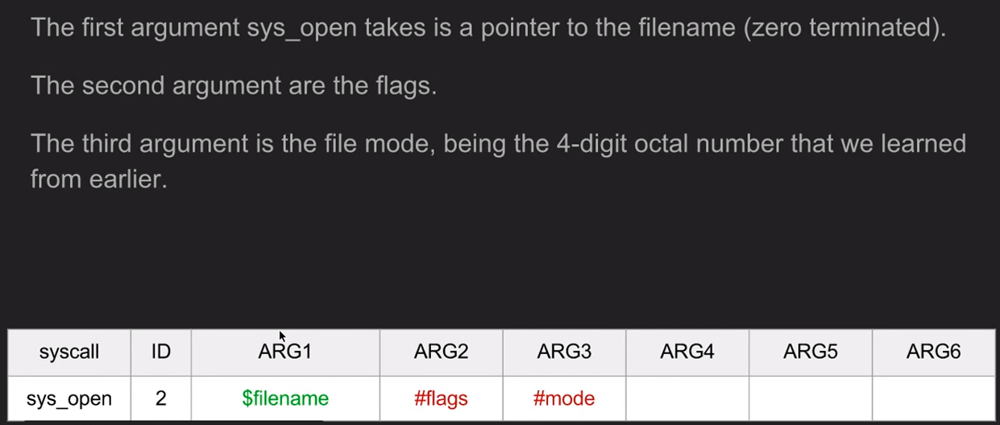 The first argument sys_open takes is a pointer to the filename (zero terminated).
The second argument are the flags.
The third argument is the file mode, being the 4-digit octal number that we learned
from earlier.
syscall ID ARG1 ARG2 ARG3 ARG4 ARG5 ARG6
sys_open 2 $filename #flags #mode